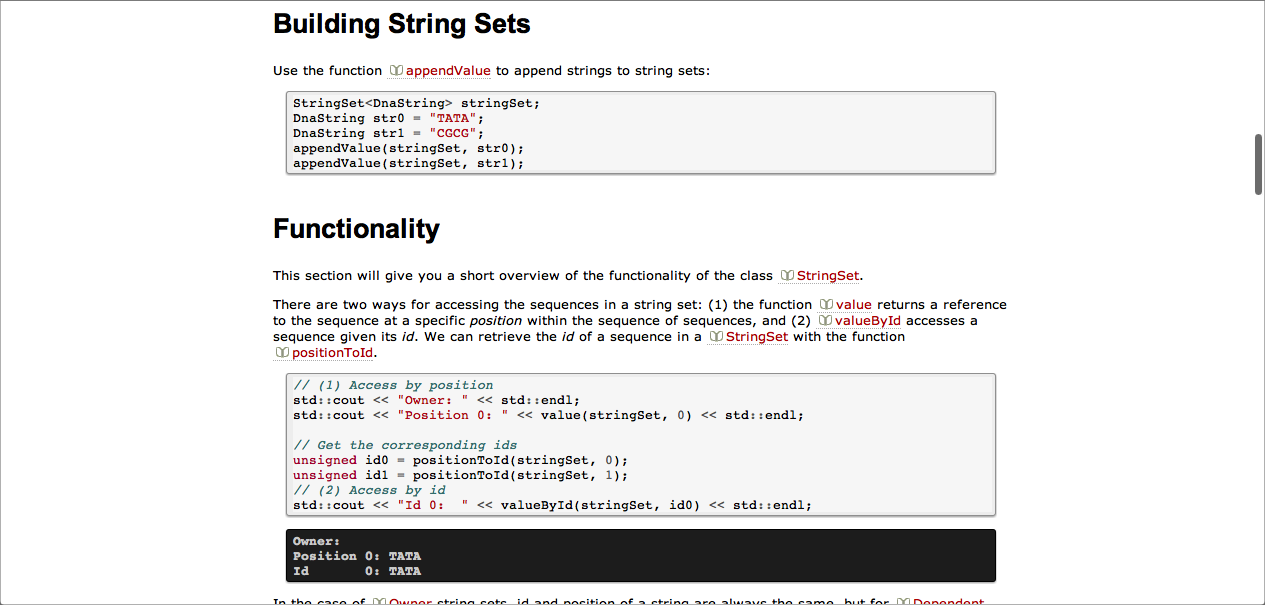 Building String Sets
Use the function appendValue to append strings to string sets:
StringSet<DnaString> stringSet;
DnaString str0 = "TATA";
DnaString str1 = "CGCG";
appendValue(stringSet, str0);
appendValue(stringSet, str1);
Functionality
This section will give you a short overview of the functionality of the class StringSet.
There are two ways for accessing the sequences in a string set: (1) the function value returns a reference
to the sequence at a specific position within the sequence of sequences, and (2) valueById accesses a
sequence given its id. We can retrieve the id of a sequence in a StringSet with the function
positionToId.
// (1) Access by position
std::cout << "Owner: " << std::endl;
std::cout << "Position 0: " << value(stringSet, 0) << std::endl;
// Get the corresponding ids
unsigned id0 = positionToId(stringSet, 0);
unsigned id1 = positionToId(stringSet, 1);
// (2) Access by id
std::cout << "Id 0:  " << valueById(stringSet, id0) << std::endl;
Owner:
Position 0: TATA
Id       0: TATA
In the case of Owner string sets, id and position of a string are always the same, but for Dependent